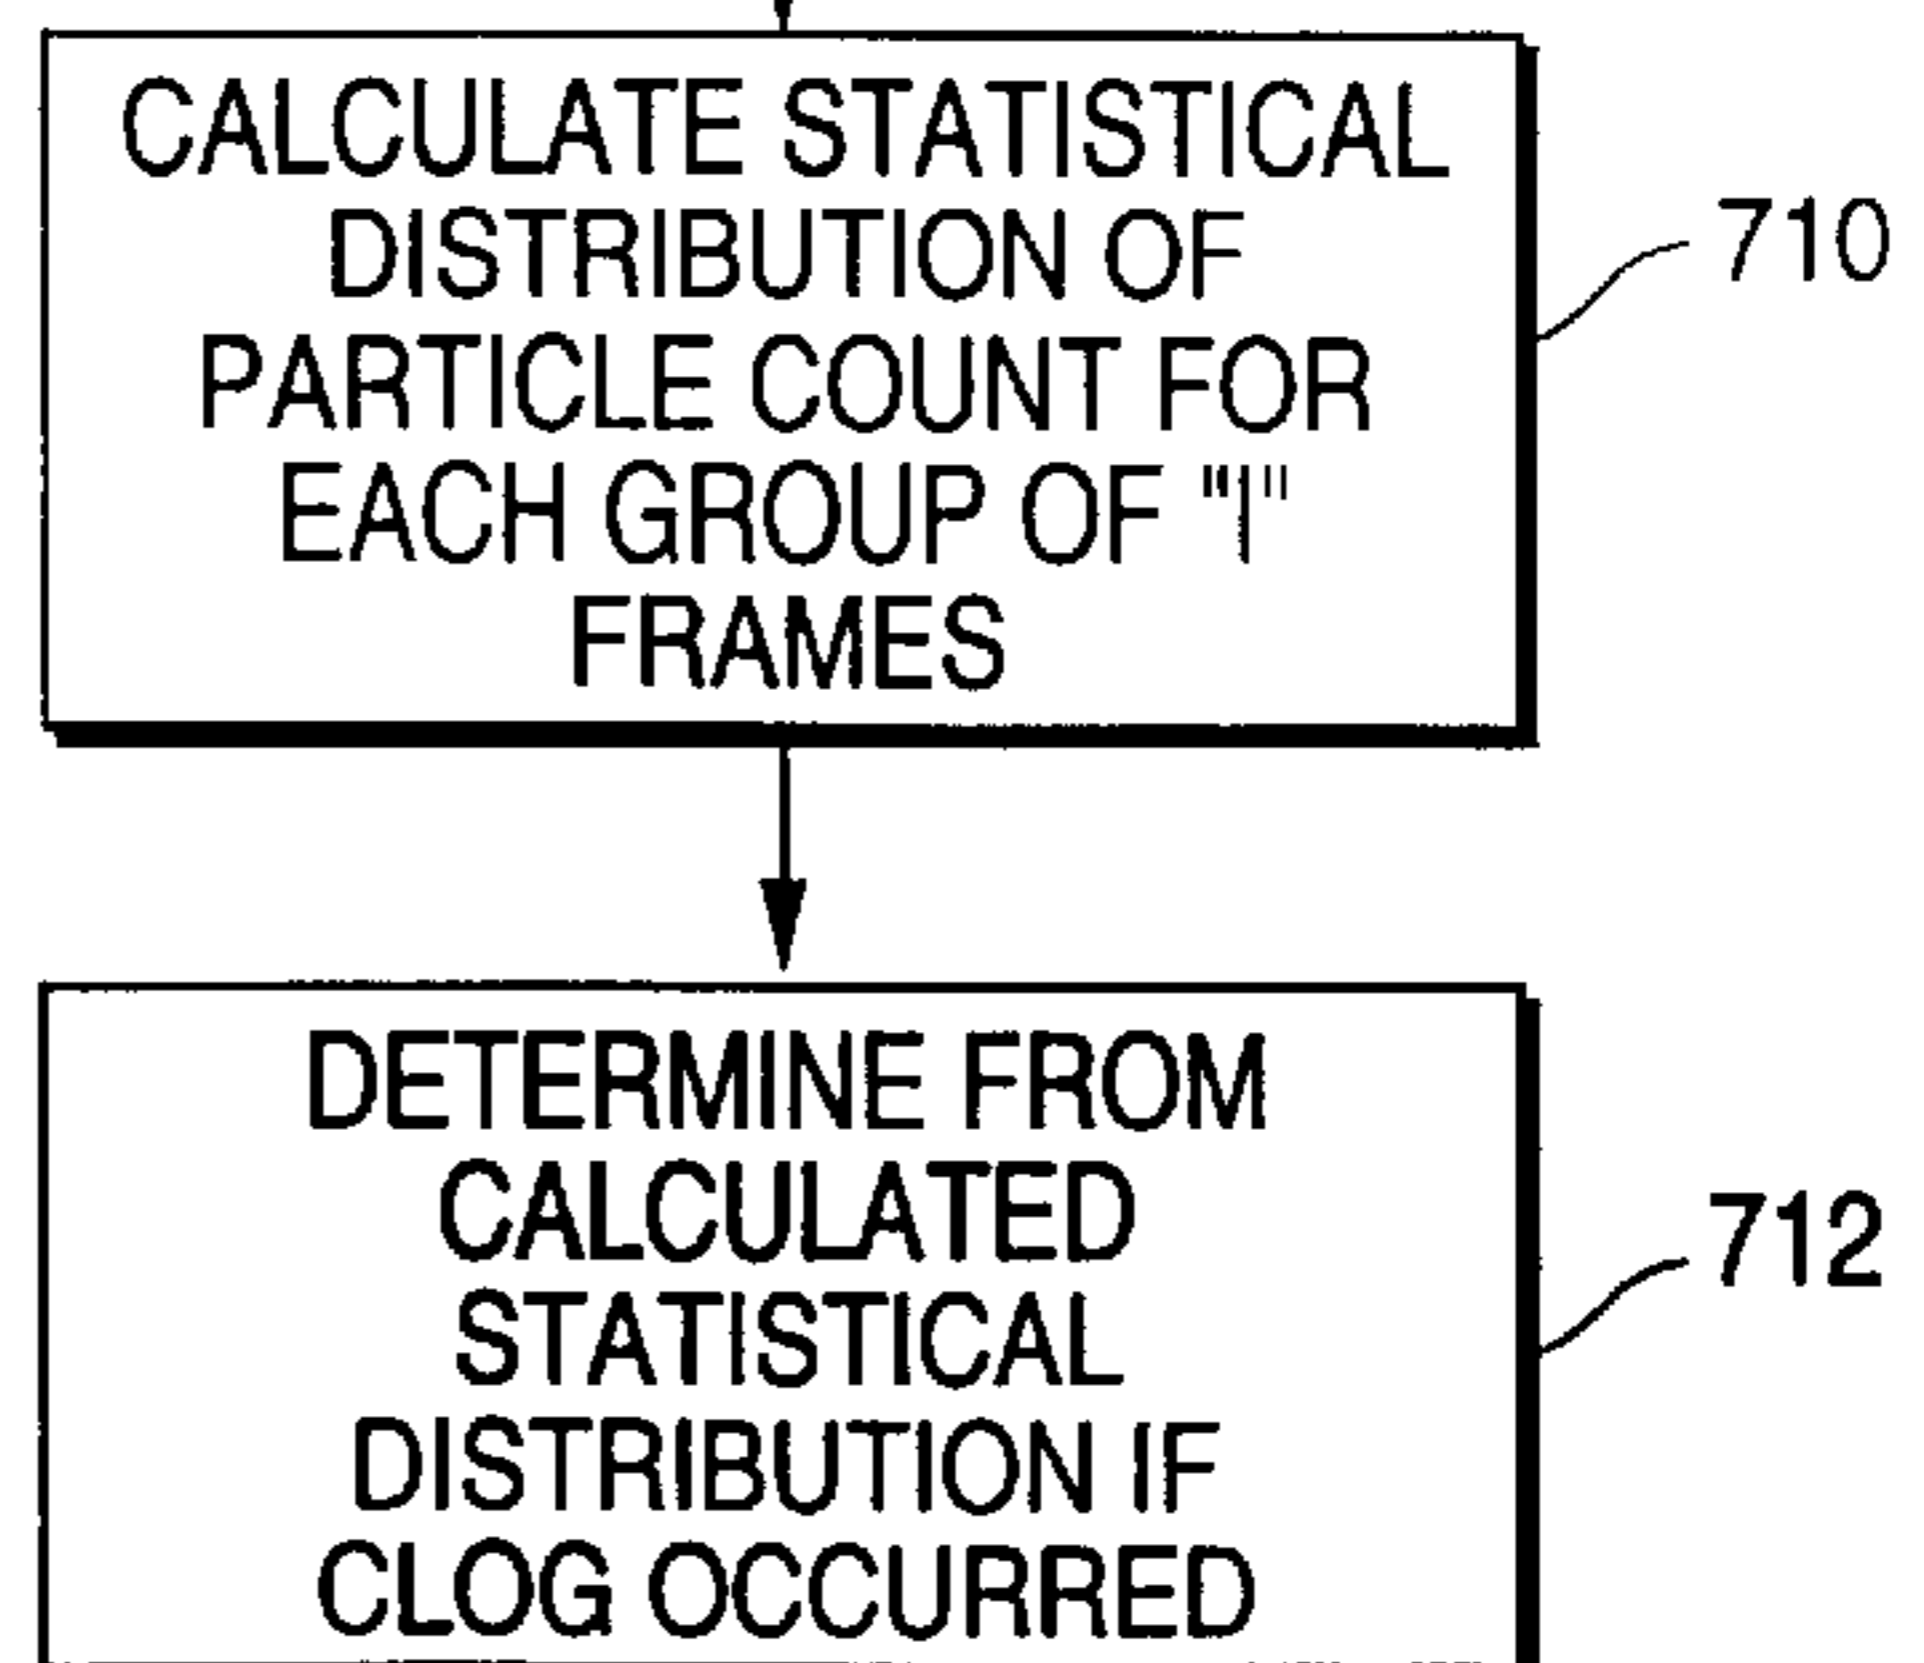 CALCULATE STATISTICAL
DISTRIBUTION OF
PARTICLE COUNT FOR
EACH GROUP OF "I"
FRAMES
710
DETERMINE FROM
CALCULATED
STATISTICAL
DISTRIBUTION IF
CLOG OCCURRED
712